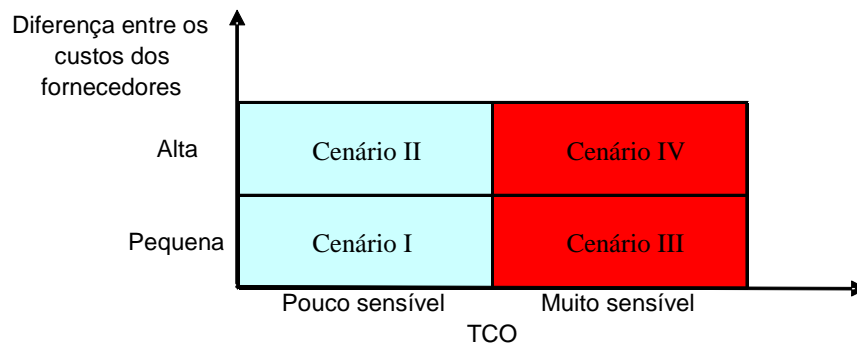 Diferença entre os
custos dos
fornecedores
Alta
Cenário II
Cenário IV
Pequena
Cenário I
Cenário III
Pouco sensível
Muito sensível
TCO